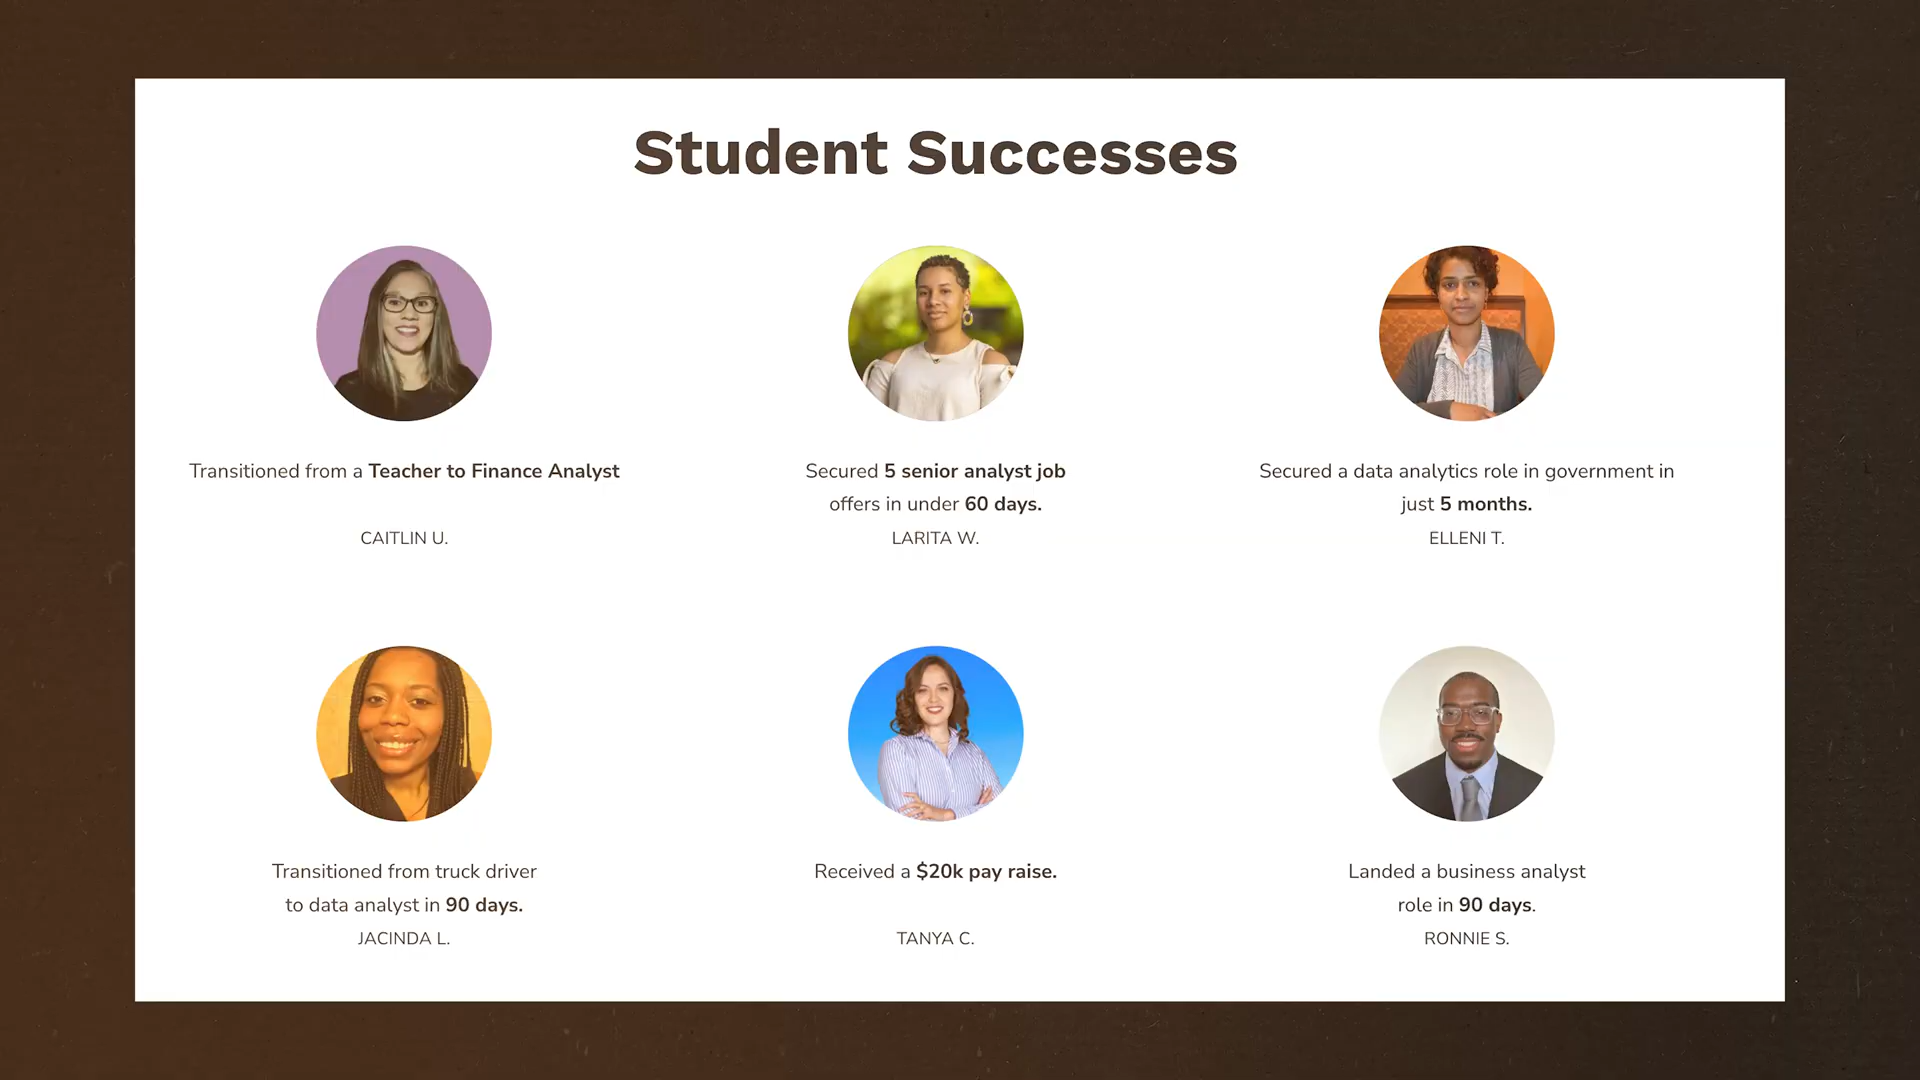 Student Successes
Transitioned from a Teacher to Finance Analyst
CAITLIN U.
Secured 5 senior analyst job
offers in under 60 days.
LARITA W.
Secured a data analytics role in government in
just 5 months.
ELLENI T.
Transitioned from truck driver
to data analyst in 90 days.
JACINDA L.
Received a $20k pay raise.
TANYA C.
Landed a business analyst
role in 90 days.
RONNIE S.